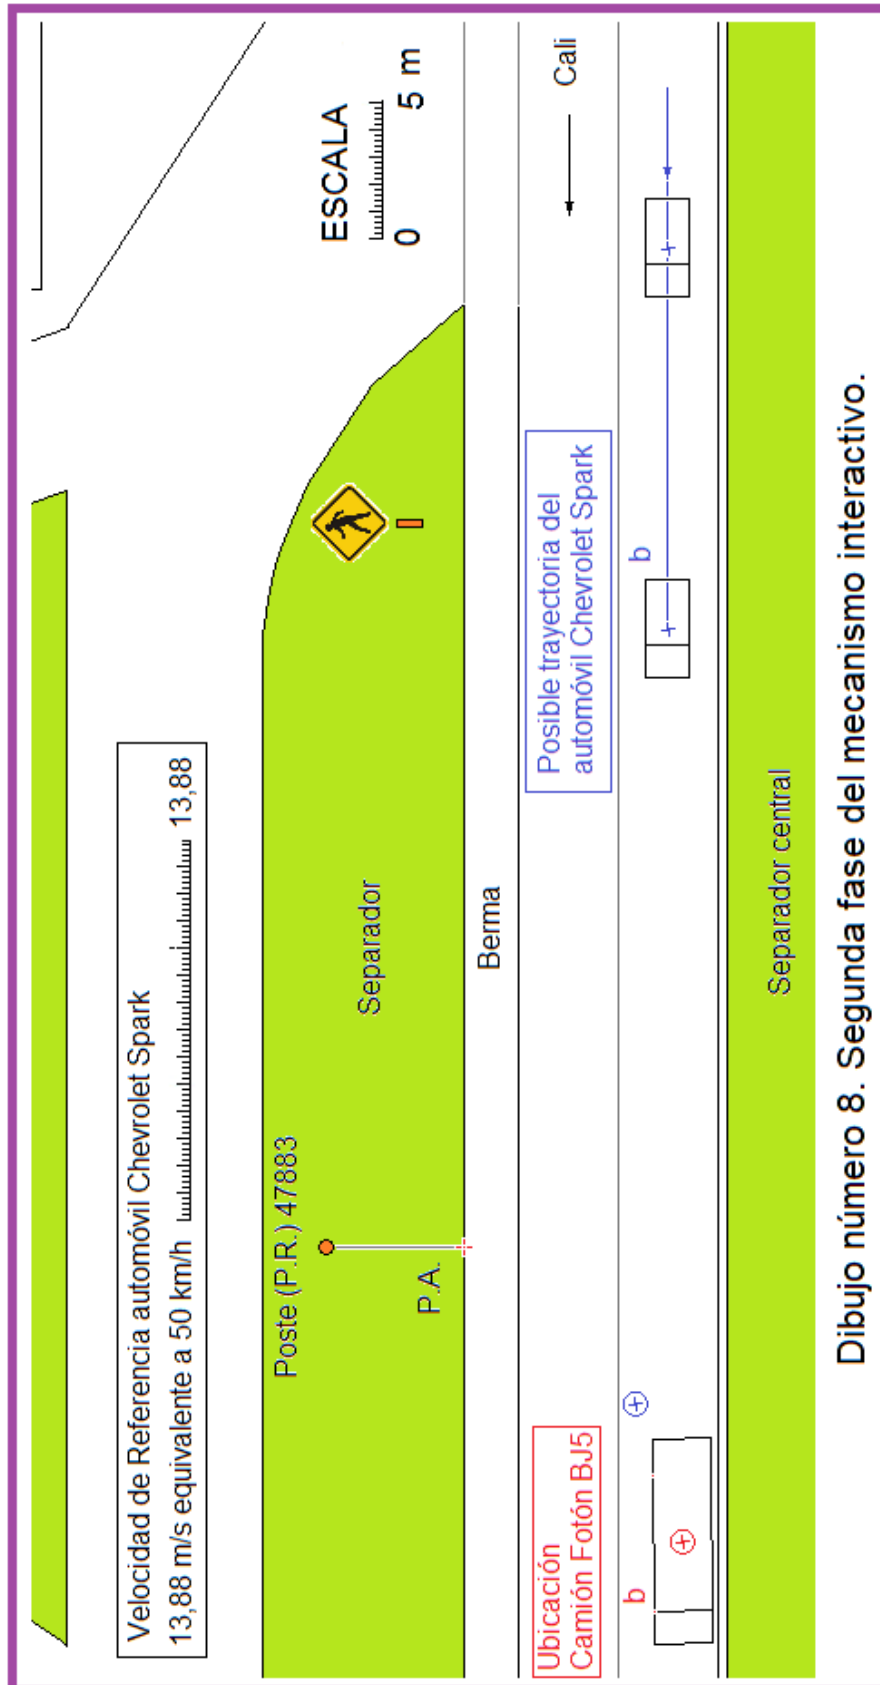 Velocidad de Referencia automóvil Chevrolet Spark
13,88 m/s equivalente a 50 km/h 13,88
ESCALA
0 5 m
Poste (P.R.) 47883
Separador
P.A.
Berma
Cali
Posible trayectoria del
automóvil Chevrolet Spark
Ubicación
Camión Fotón BJ5
b
b
Separador central
Dibujo número 8. Segunda fase del mecanismo interactivo.